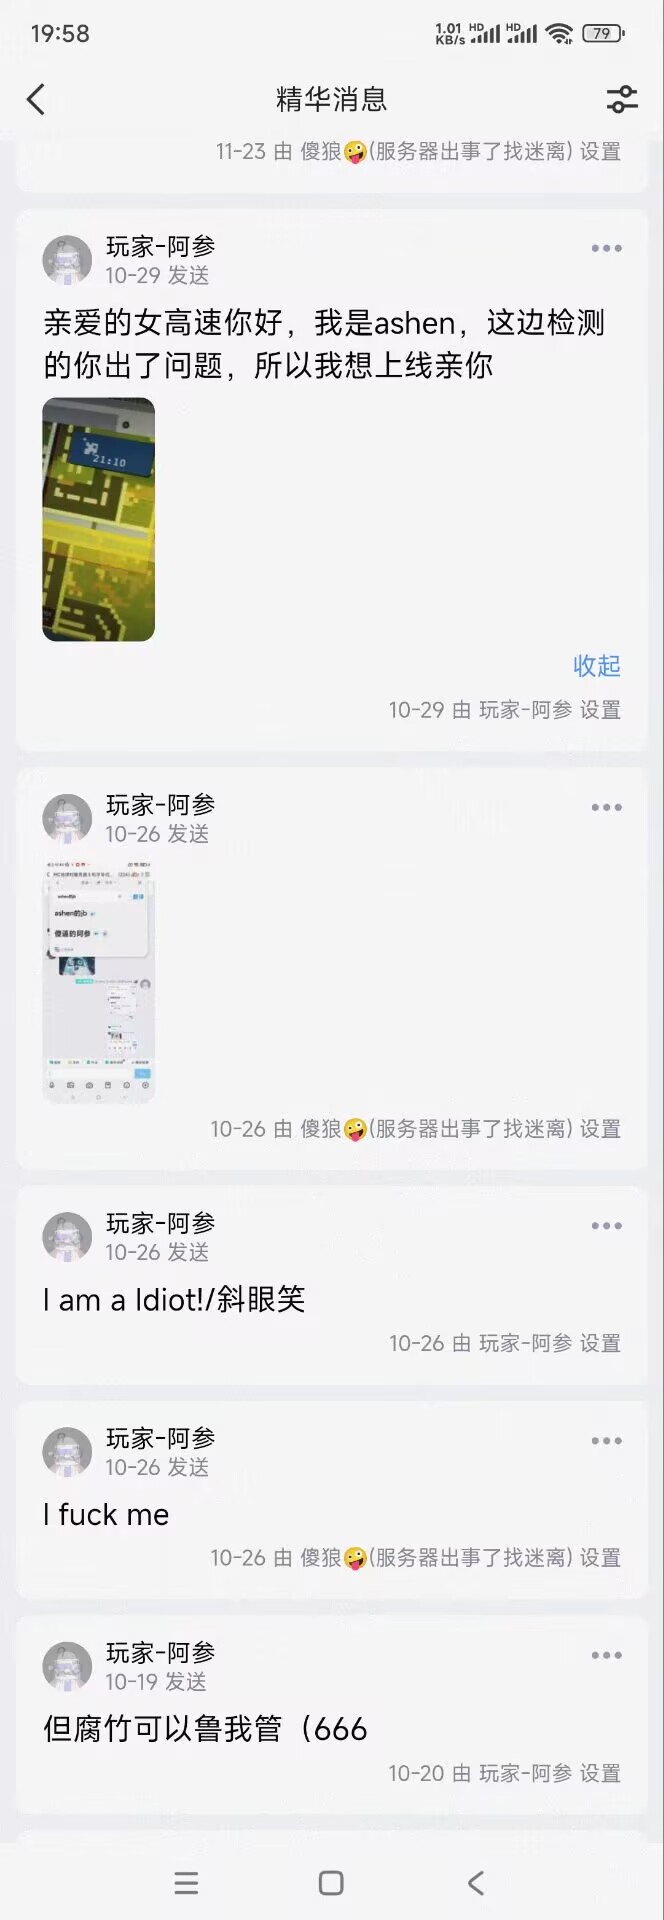 19:58
1.01 KB/s HD HD 79
精华消息
11-23 由 傻狼🤪(服务器出事了找迷离) 设置
玩家-阿参
10-29 发送
亲爱的女高速你好，我是ashen，这边检测
的你出了问题，所以我想上线亲你
21:10
收起
10-29 由 玩家-阿参 设置
玩家-阿参
10-26 发送
ashen的jb
ashen的jb
傻逼的阿参
10-26 由 傻狼🤪(服务器出事了找迷离) 设置
玩家-阿参
10-26 发送
I am a Idiot!/斜眼笑
10-26 由 玩家-阿参 设置
玩家-阿参
10-26 发送
I fuck me
10-26 由 傻狼🤪(服务器出事了找迷离) 设置
玩家-阿参
10-19 发送
但腐竹可以鲁我管（666
10-20 由 玩家-阿参 设置